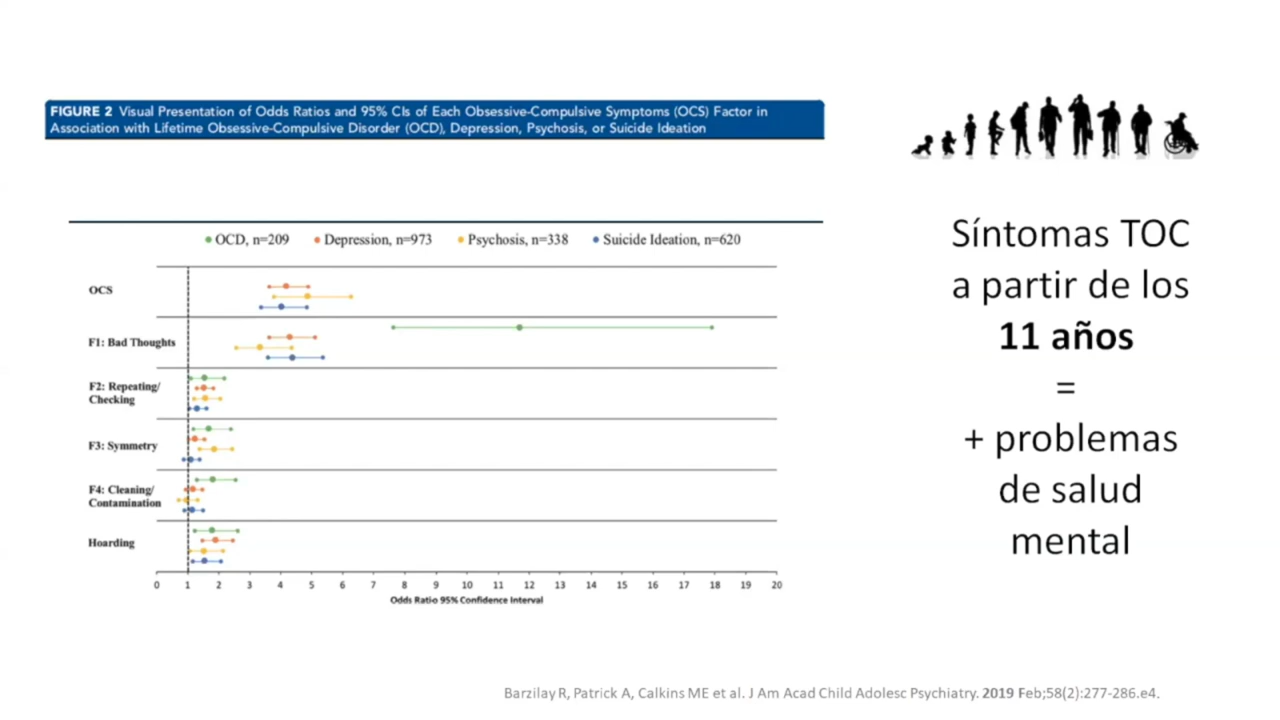 FIGURE 2 Visual Presentation of Odds Ratios and 95% CIs of Each Obsessive-Compulsive Symptoms (OCS) Factor in
Association with Lifetime Obsessive-Compulsive Disorder (OCD), Depression, Psychosis, or Suicide Ideation
OCD, n=209 Depression, n=973 Psychosis, n=338 Suicide Ideation, n=620
OCS
F1: Bad Thoughts
F2: Repeating/
Checking
F3: Symmetry
F4: Cleaning/
Contamination
Hoarding
0 1 2 3 4 5 6 7 8 9 10 11 12 13 14 15 16 17 18 19 20
Odds Ratio 95% Confidence Interval
Síntomas TOC
a partir de los
11 años
=
+ problemas
de salud
mental
Barzilay R, Patrick A, Calkins ME et al. J Am Acad Child Adolesc Psychiatry. 2019 Feb;58(2):277-286.e4.